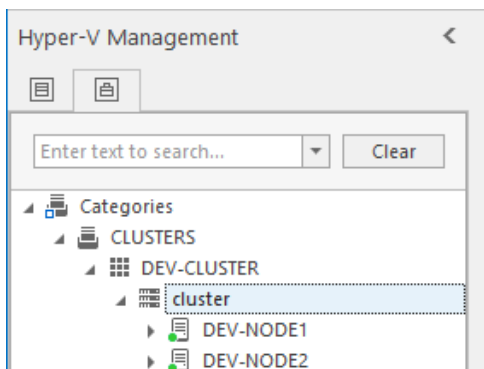 Hyper-V Management
Enter text to search...
Clear
Categories
CLUSTERS
DEV-CLUSTER
cluster
DEV-NODE1
DEV-NODE2